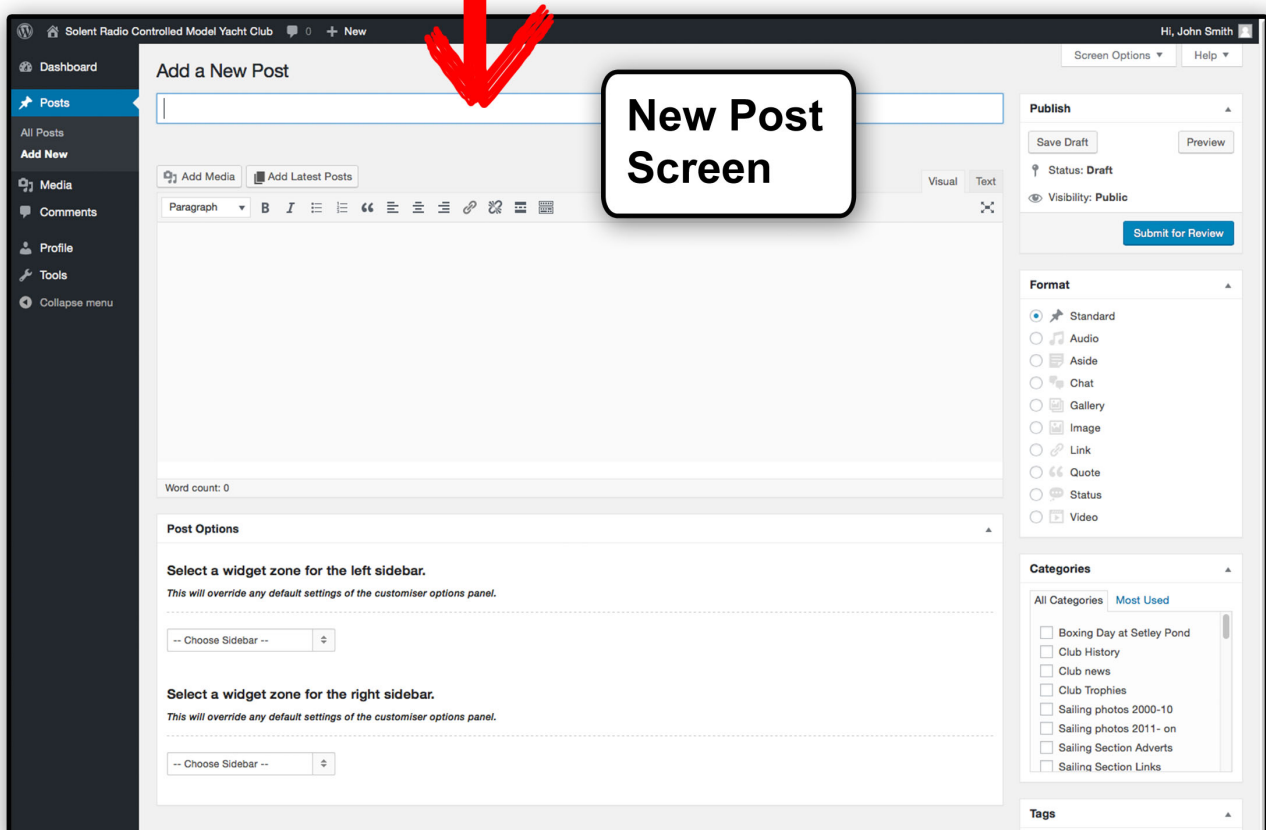 Solent Radio Controlled Model Yacht Club 0 + New Hi, John Smith
Screen Options Help
Dashboard
Posts
All Posts
Add New
Media
Comments
Profile
Tools
Collapse menu
Add a New Post
New Post
Screen
Add Media Add Latest Posts
Visual Text
Paragraph B I
Word count: 0
Post Options
Select a widget zone for the left sidebar.
This will override any default settings of the customiser options panel.
-- Choose Sidebar --
Select a widget zone for the right sidebar.
This will override any default settings of the customiser options panel.
-- Choose Sidebar --
Publish
Save Draft Preview
Status: Draft
Visibility: Public
Submit for Review
Format
Standard
Audio
Aside
Chat
Gallery
Image
Link
Quote
Status
Video
Categories
All Categories Most Used
Boxing Day at Setley Pond
Club History
Club news
Club Trophies
Sailing photos 2000-10
Sailing photos 2011- on
Sailing Section Adverts
Sailing Section Links
Tags